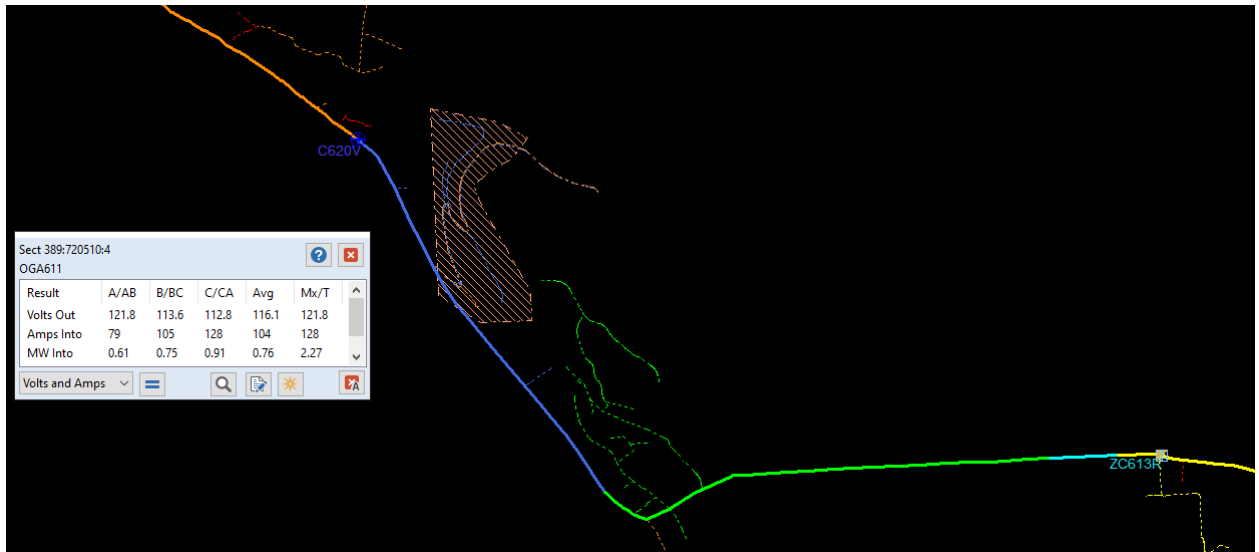 C620V
ZC613R
Sect 389:720510:4
OGA611
Result A/AB B/BC C/CA Avg Mx/T
Volts Out 121.8 113.6 112.8 116.1 121.8
Amps Into 79 105 128 104 128
MW Into 0.61 0.75 0.91 0.76 2.27
Volts and Amps